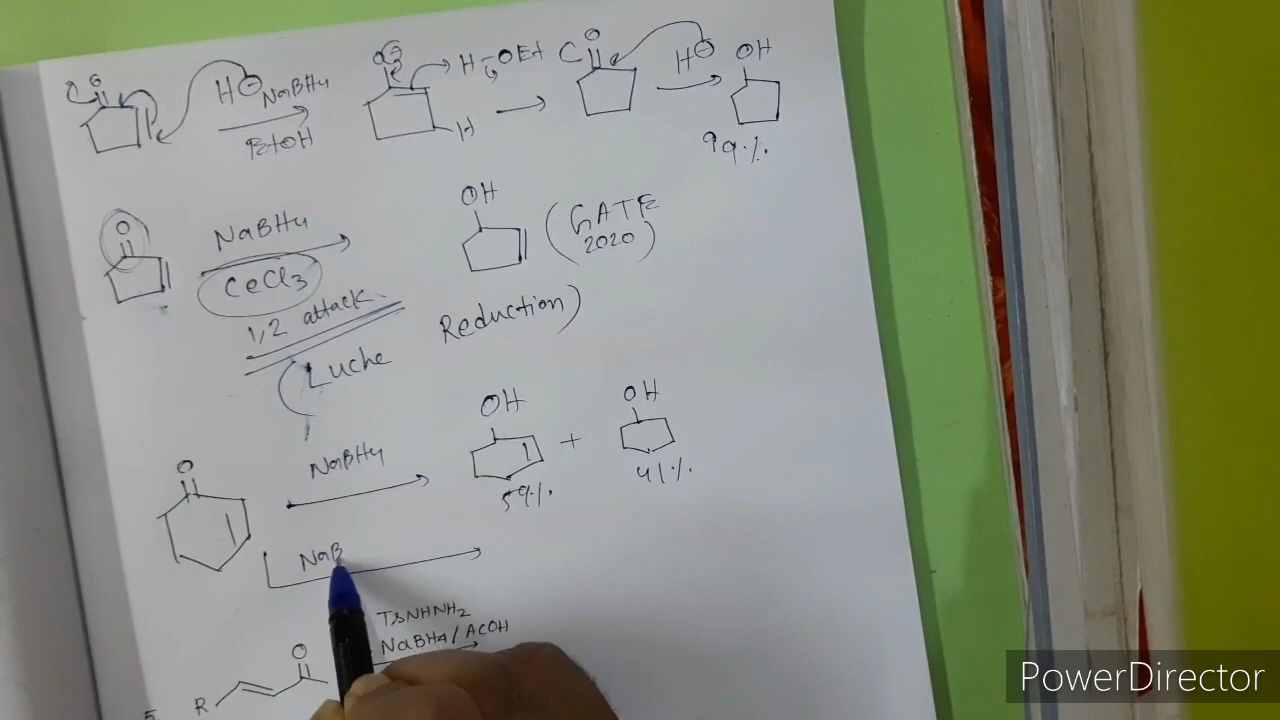 O H⊖ NaBH4 EtOH
O⊖ H H-OEt
O H⊖ OH 99%
O NaBH4 CeCl3 OH (GATE 2020)
1,2 attack
(Luche Reduction)
O NaBH4 OH + OH
59% 41%
NaB
TsNHNH2
NaBH4/AcOH
R O
5.
PowerDirector